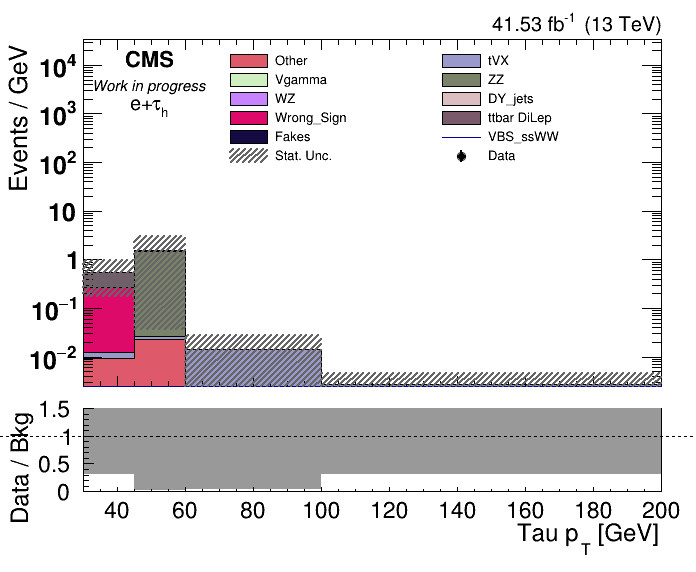 41.53 fb⁻¹ (13 TeV)
Events / GeV
CMS
Work in progress
e+τh
Other
Vgamma
WZ
Wrong_Sign
Fakes
Stat. Unc.
tVX
ZZ
DY_jets
ttbar DiLep
VBS_ssWW
Data
10⁴
10³
10²
10
1
10⁻¹
10⁻²
Data / Bkg
1.5
1
0.5
0
40 60 80 100 120 140 160 180 200
Tau pT [GeV]